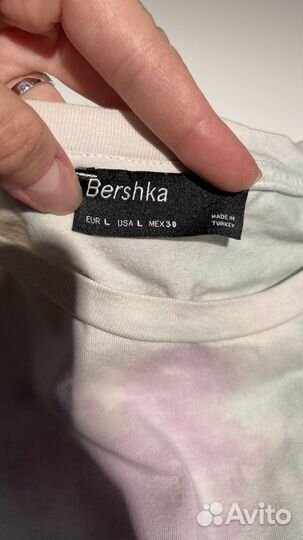 Bershka
EUR L USA L MEX 30
MADE IN
TURKEY
Avito